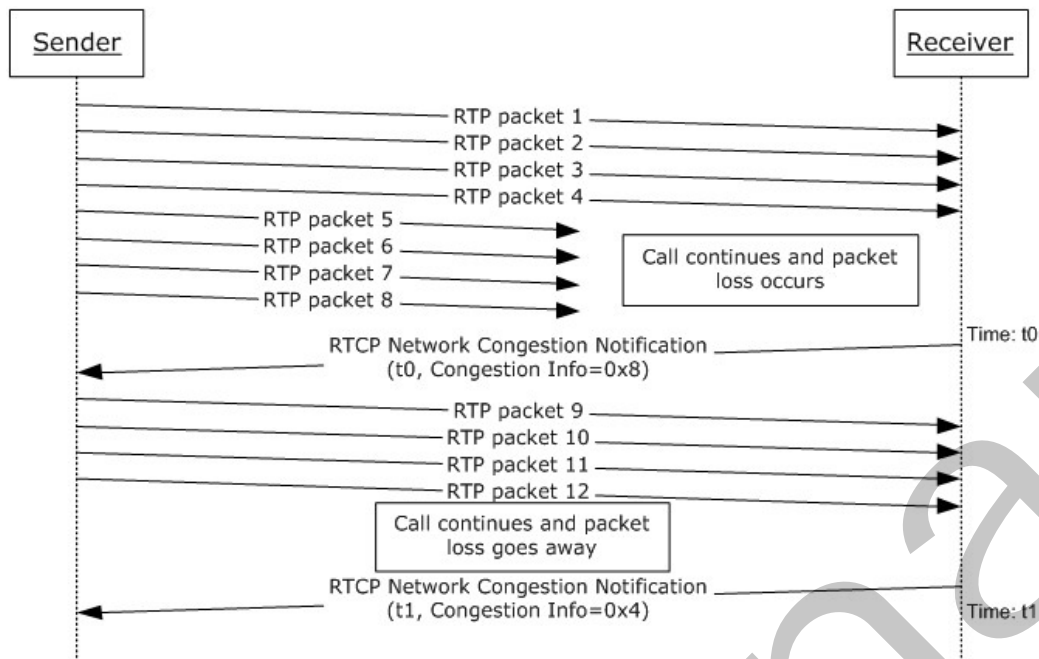 Sender
Receiver
RTP packet 1
RTP packet 2
RTP packet 3
RTP packet 4
RTP packet 5
RTP packet 6
RTP packet 7
RTP packet 8
Call continues and packet
loss occurs
Time: t0
RTCP Network Congestion Notification
(t0, Congestion Info=0x8)
RTP packet 9
RTP packet 10
RTP packet 11
RTP packet 12
Call continues and packet
loss goes away
RTCP Network Congestion Notification
(t1, Congestion Info=0x4)
Time: t1